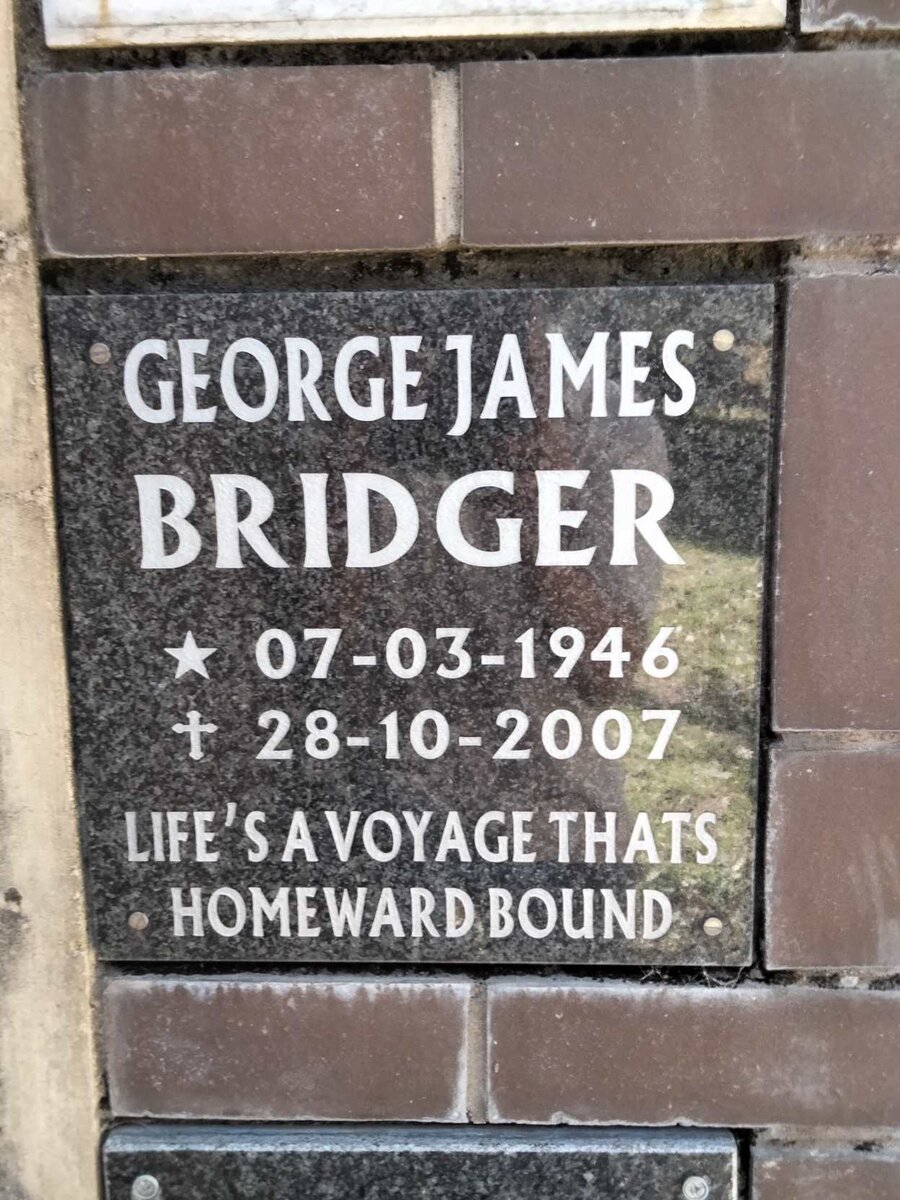 GEORGE JAMES
BRIDGER
★ 07-03-1946
✝ 28-10-2007
LIFE'S A VOYAGE THATS
HOMEWARD BOUND